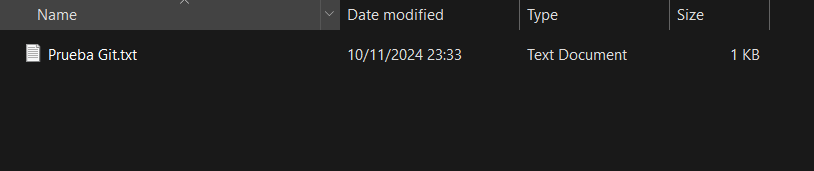 Name Date modified Type Size
Prueba Git.txt 10/11/2024 23:33 Text Document 1 KB